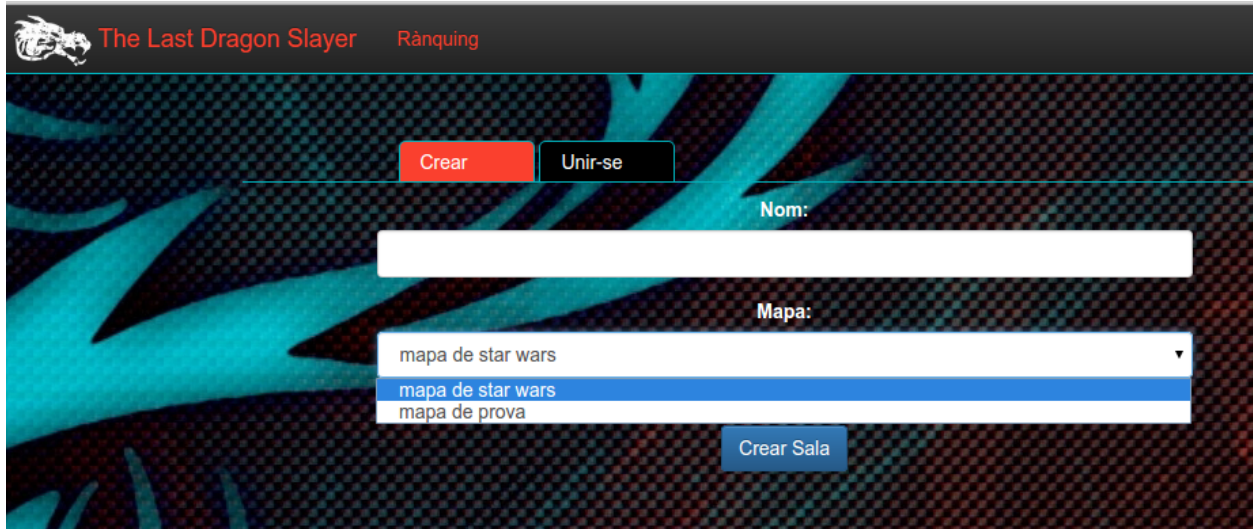 The Last Dragon Slayer Rànquing
Crear Unir-se
Nom:
Mapa:
mapa de star wars
mapa de star wars
mapa de prova
Crear Sala